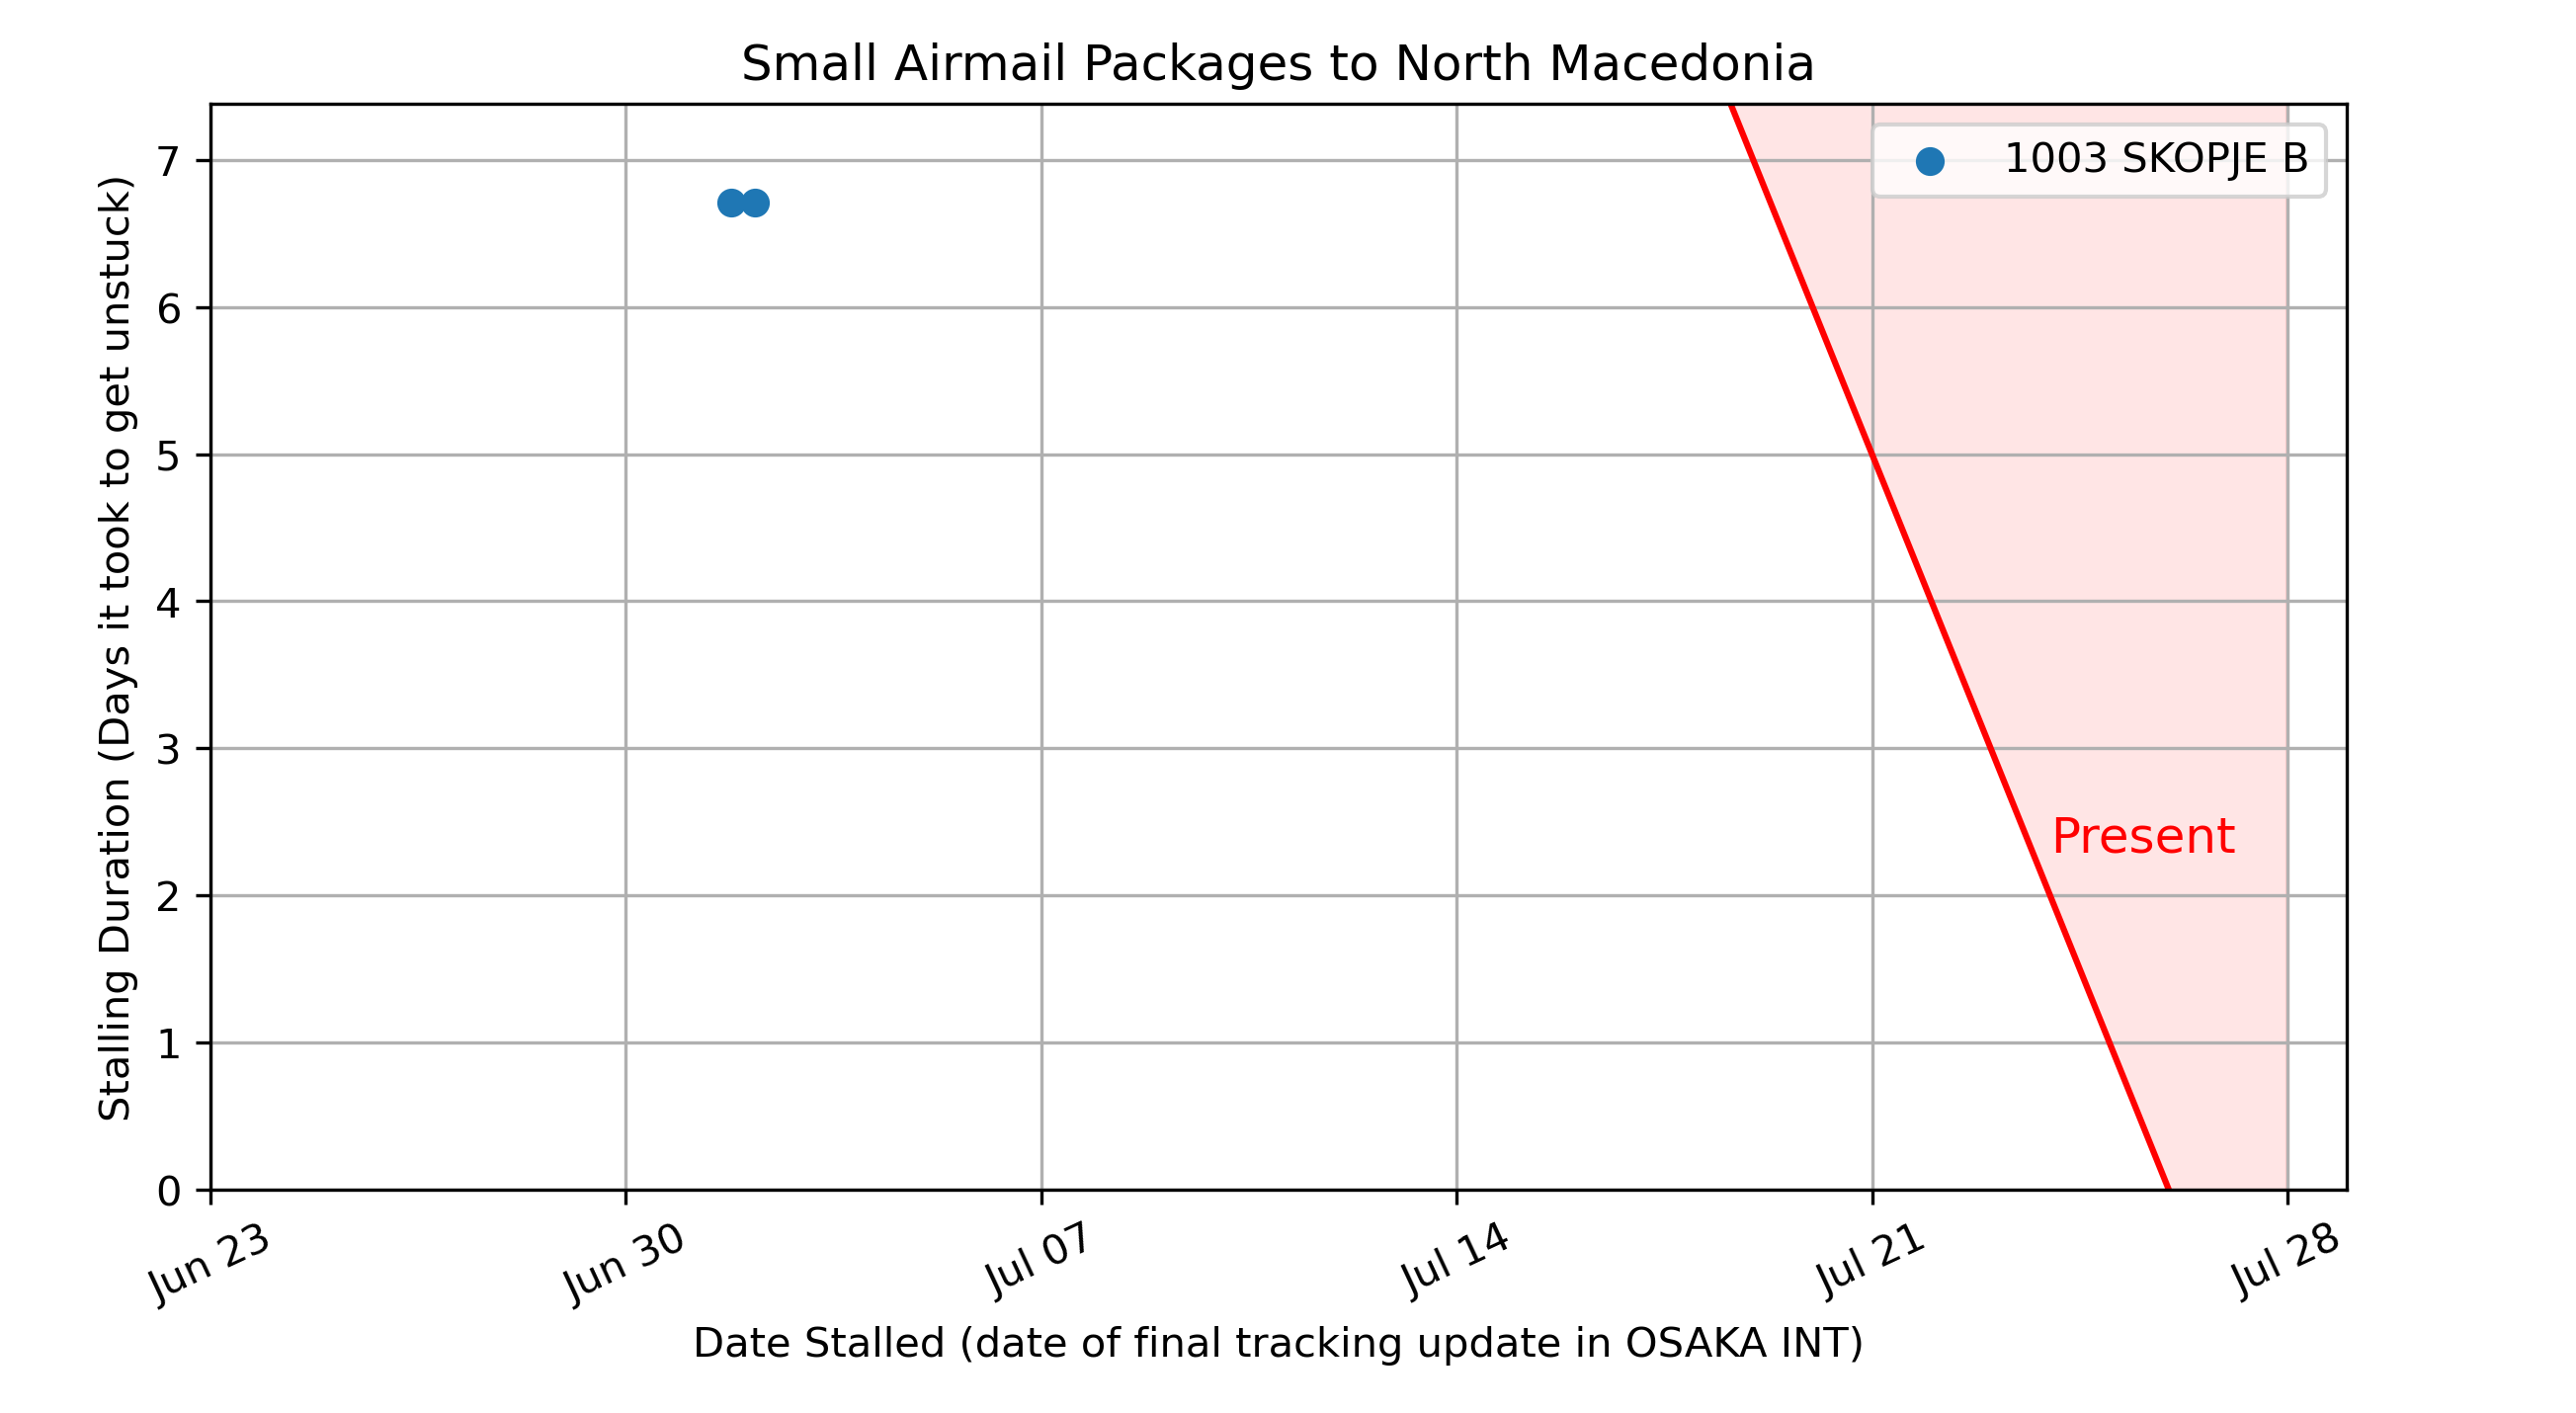 Small Airmail Packages to North Macedonia
1003 SKOPJE B
Stalling Duration (Days it took to get unstuck)
7
6
5
4
3
2
1
0
Present
Jun 23
Jun 30
Jul 07
Jul 14
Jul 21
Jul 28
Date Stalled (date of final tracking update in OSAKA INT)